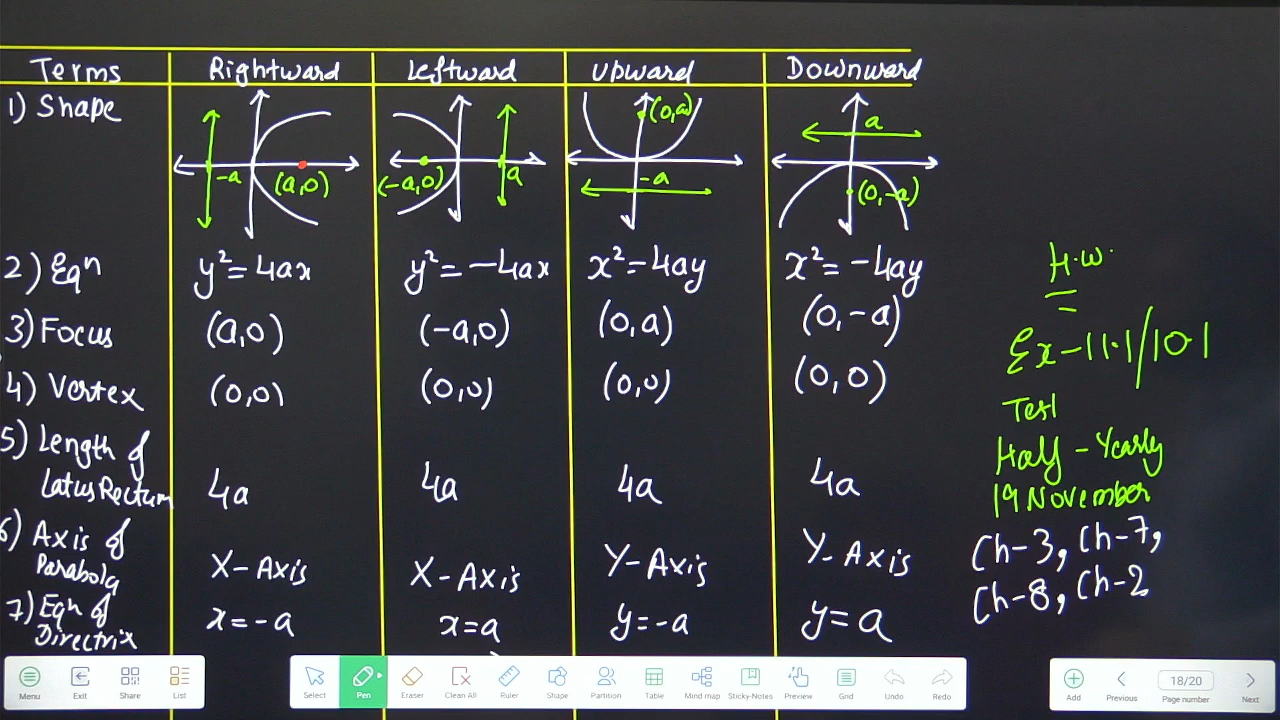 Terms Rightward Leftward Upward Downward
1) Shape
-a (a,0) (-a,0) a (0,a) -a a (0,-a)
2) Eqⁿ y²=4ax y²=-4ax x²=4ay x²=-4ay
3) Focus (a,0) (-a,0) (0,a) (0,-a)
4) Vertex (0,0) (0,0) (0,0) (0,0)
5) Length of
Latus Rectum 4a 4a 4a 4a
6) Axis of
Parabola X-Axis X-Axis Y-Axis Y-Axis
7) Eqn of
Directrix x=-a x=a y=-a y=a
H.W.
Ex-11.1/10.1
Test
Half-Yearly
19 November
Ch-3, Ch-7,
Ch-8, Ch-2
Menu Exit Share List Select Pen Eraser Clean All Ruler Shape Partition Table Mind map Sticky-Notes Preview Grid Undo Redo Add Previous 18/20 Page number Next